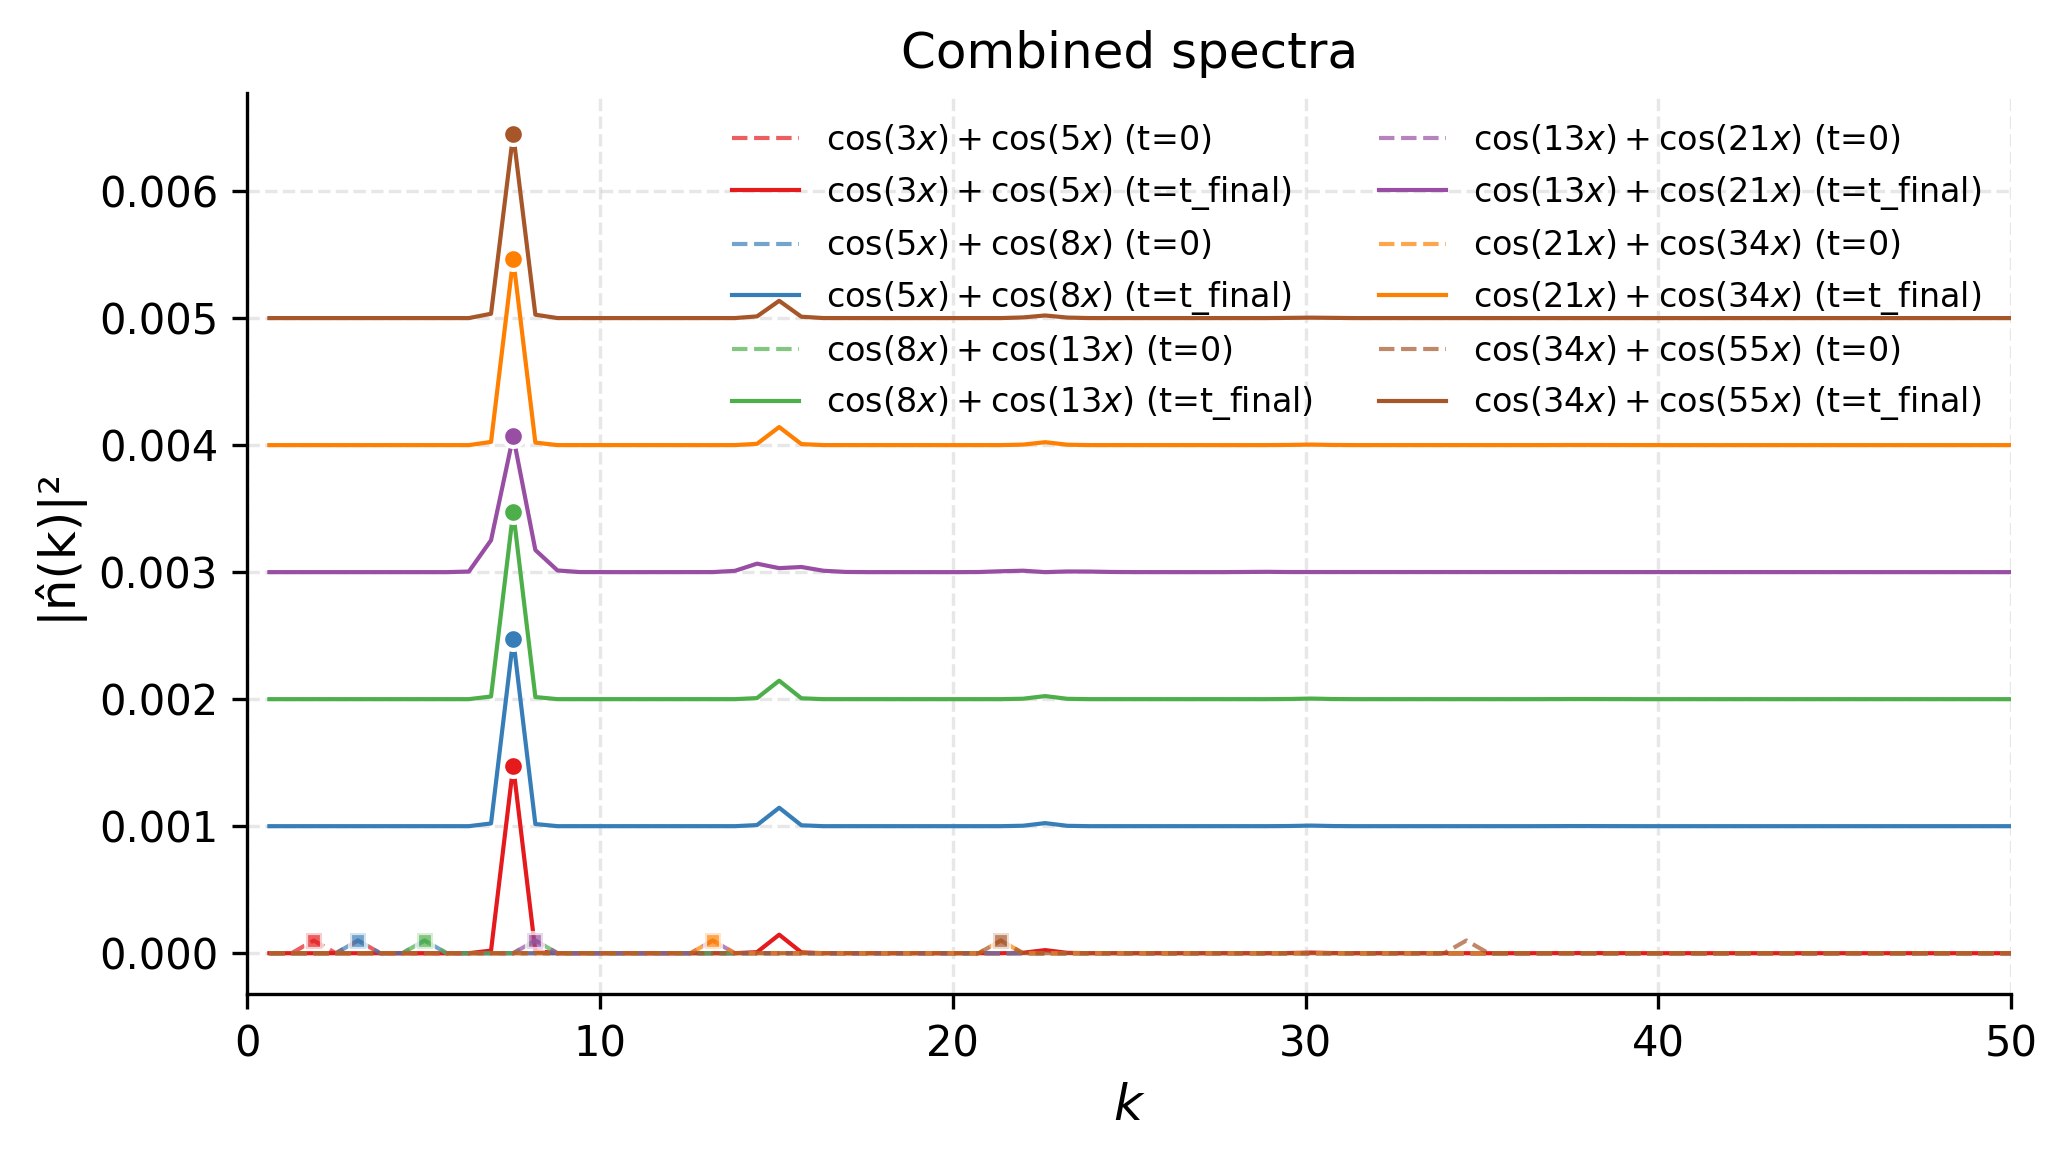 Combined spectra
cos(3x) + cos(5x) (t=0)
cos(3x) + cos(5x) (t=t_final)
cos(5x) + cos(8x) (t=0)
cos(5x) + cos(8x) (t=t_final)
cos(8x) + cos(13x) (t=0)
cos(8x) + cos(13x) (t=t_final)
cos(13x) + cos(21x) (t=0)
cos(13x) + cos(21x) (t=t_final)
cos(21x) + cos(34x) (t=0)
cos(21x) + cos(34x) (t=t_final)
cos(34x) + cos(55x) (t=0)
cos(34x) + cos(55x) (t=t_final)
|n̂(k)|²
0.006
0.005
0.004
0.003
0.002
0.001
0.000
0 10 20 30 40 50
k